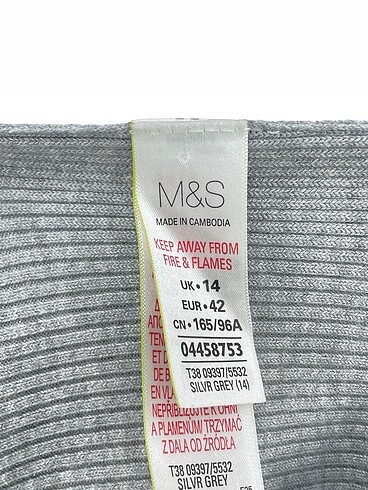 M&S
MADE IN CAMBODIA
KEEP AWAY FROM
FIRE & FLAMES
UK • 14
EUR • 42
CN • 165/96A
04458753
T38 09397/5532
SILVR GREY (14)
NEPŘIBLIŽUJTE K OHNI
A PLAMENŮM/ TRZYMAĆ
Z DALA OD ŹRÓDŁA
T38 09397/5532
SILVR GREY